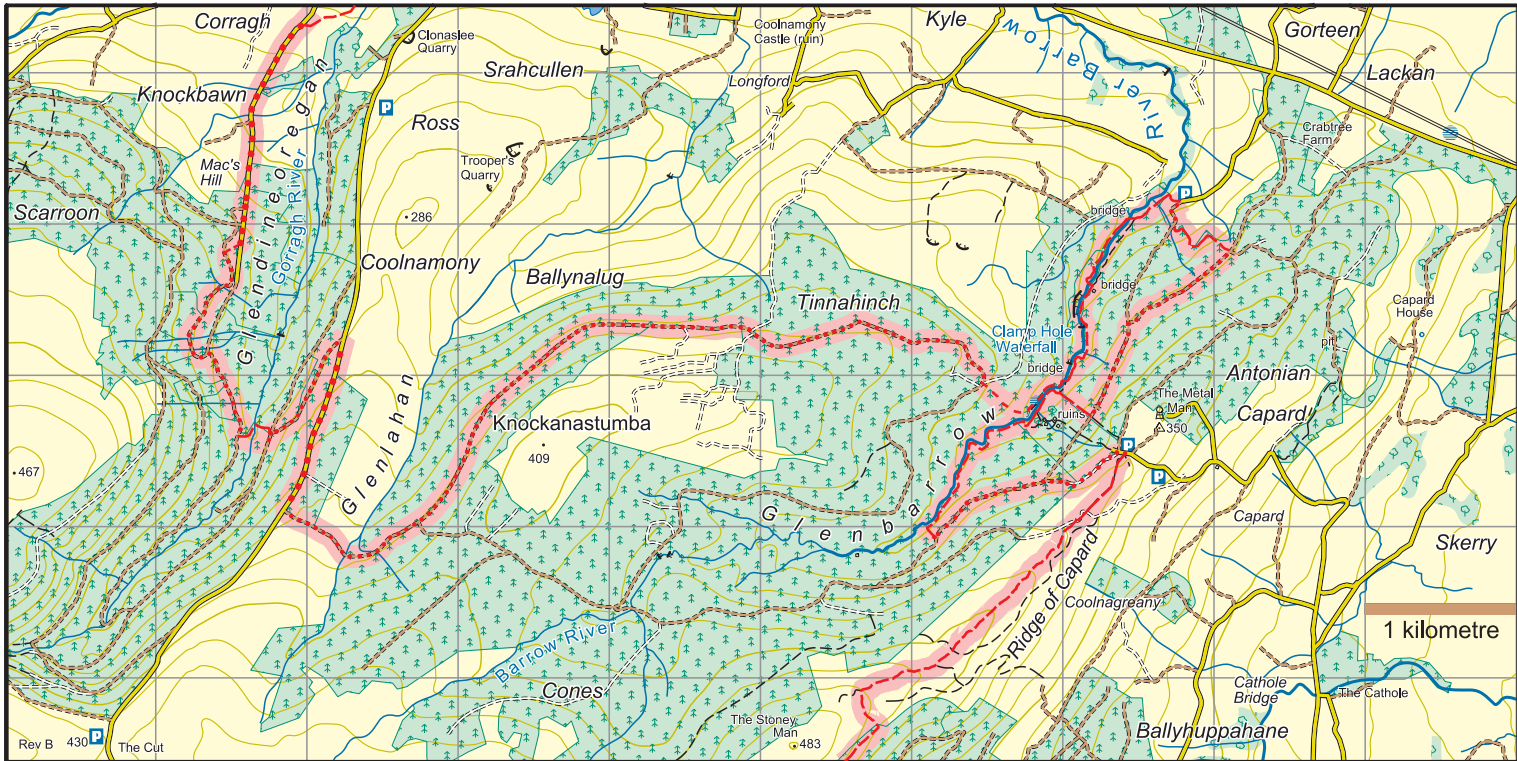 Corragh
Clonaslee
Quarry
Coolnamony
Castle (ruin)
Kyle
River Barrow
Gorteen
Srahcullen
Longford
Lackan
Knockbawn
Ross
Glendineoregan
Gorragh River
Mac's
Hill
Trooper's
Quarry
Crabtree
Farm
Scarroon
286
bridge
Coolnamony
Ballynalug
Tinnahinch
bridge
Capard
House
Clamp Hole
Waterfall
bridge
pit
Antonian
The Metal
Man
350
Capard
ruins
Glenlahan
Knockanastumba
409
467
Glenbarrow
Capard
Skerry
Ridge of Capard
Coolnagreany
1 kilometre
Barrow River
Cones
Cathole
Bridge
The Cathole
The Stoney
Man
483
Ballyhuppahane
Rev B
430
P
The Cut
P
P
P
P